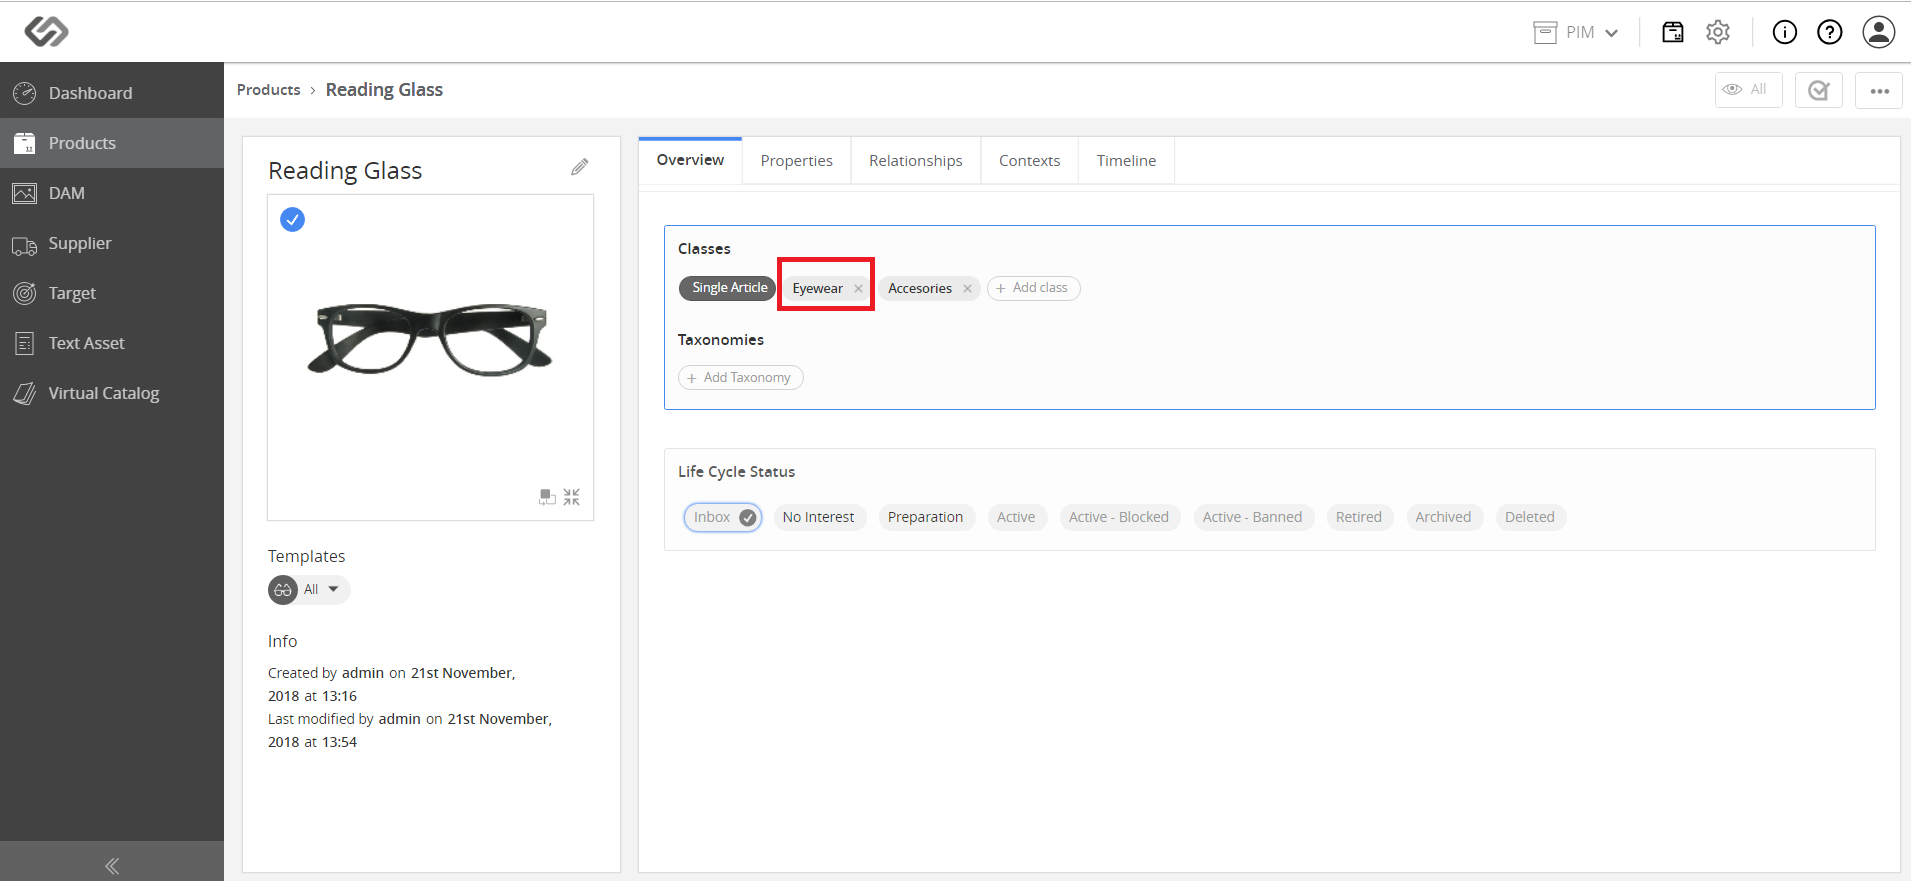 PIM
Dashboard
Products
DAM
Supplier
Target
Text Asset
Virtual Catalog
Products › Reading Glass
All
Reading Glass
Templates
All
Info
Created by admin on 21st November,
2018 at 13:16
Last modified by admin on 21st November,
2018 at 13:54
Overview Properties Relationships Contexts Timeline
Classes
Single Article Eyewear × Accesories × + Add class
Taxonomies
+ Add Taxonomy
Life Cycle Status
Inbox No Interest Preparation Active Active - Blocked Active - Banned Retired Archived Deleted